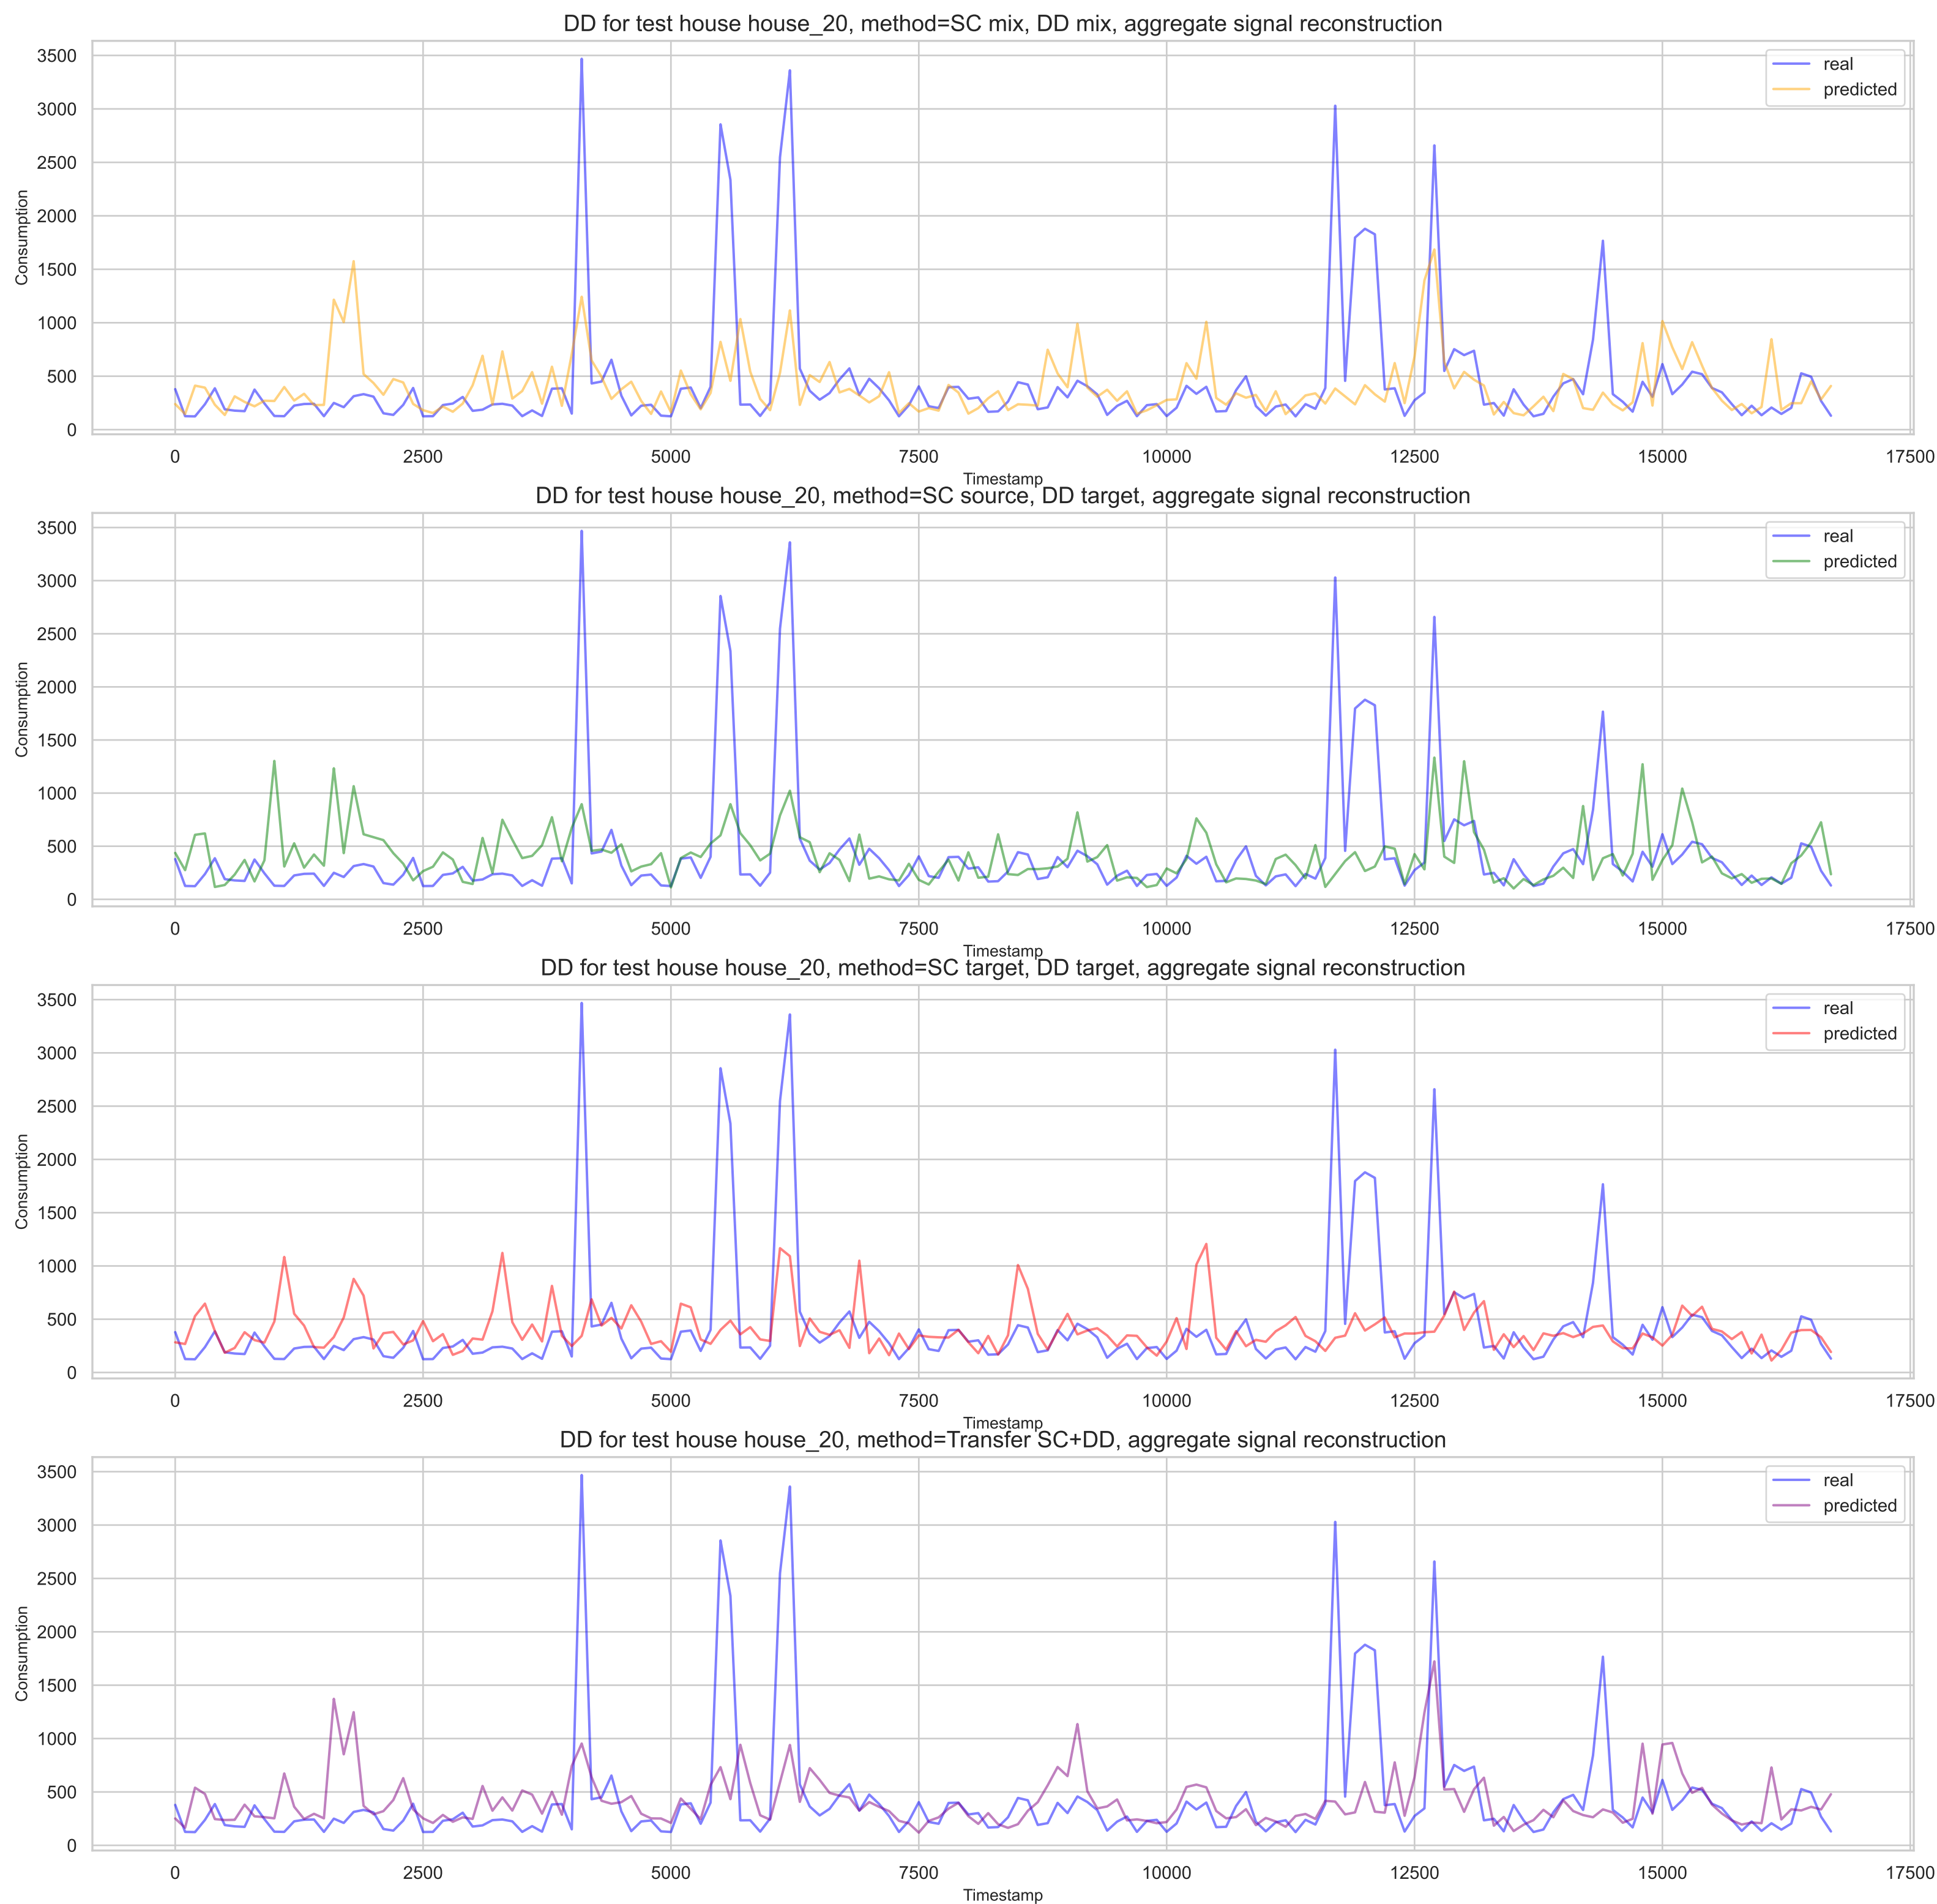 DD for test house house_20, method=SC mix, DD mix, aggregate signal reconstruction
3500
3000
2500
2000
1500
1000
500
0
Consumption
real
predicted
0 2500 5000 7500 10000 12500 15000 17500
Timestamp
DD for test house house_20, method=SC source, DD target, aggregate signal reconstruction
3500
3000
2500
2000
1500
1000
500
0
Consumption
real
predicted
0 2500 5000 7500 10000 12500 15000 17500
Timestamp
DD for test house house_20, method=SC target, DD target, aggregate signal reconstruction
3500
3000
2500
2000
1500
1000
500
0
Consumption
real
predicted
0 2500 5000 7500 10000 12500 15000 17500
Timestamp
DD for test house house_20, method=Transfer SC+DD, aggregate signal reconstruction
3500
3000
2500
2000
1500
1000
500
0
Consumption
real
predicted
0 2500 5000 7500 10000 12500 15000 17500
Timestamp